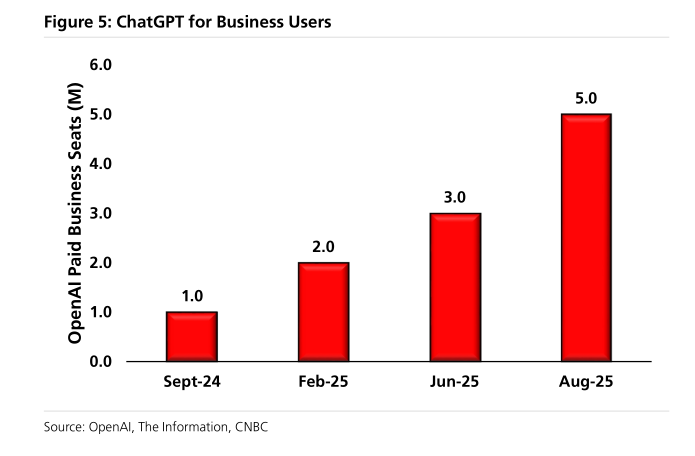 Figure 5: ChatGPT for Business Users
OpenAI Paid Business Seats (M)
6.0
5.0
4.0
3.0
2.0
1.0
0.0
1.0
2.0
3.0
5.0
Sept-24
Feb-25
Jun-25
Aug-25
Source: OpenAI, The Information, CNBC